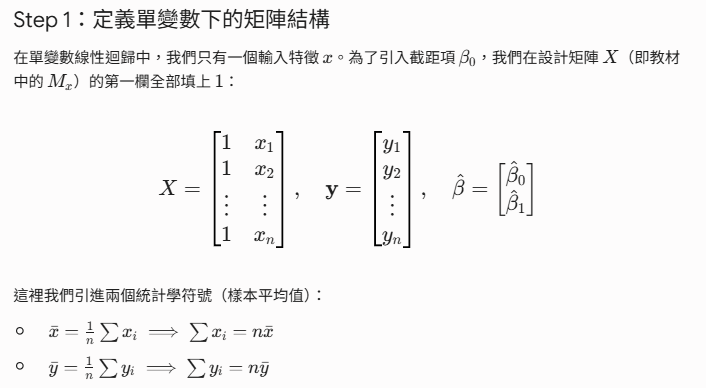 Step 1:定義單變數下的矩陣結構
在單變數線性迴歸中,我們只有一個輸入特徵 $x$。為了引入截距項 $\beta_0$,我們在設計矩陣 $X$(即教材
中的 $M_x$)的第一欄全部填上 1:
$X = \begin{bmatrix} 1 & x_1 \\ 1 & x_2 \\ \vdots & \vdots \\ 1 & x_n \end{bmatrix}, \quad \mathbf{y} = \begin{bmatrix} y_1 \\ y_2 \\ \vdots \\ y_n \end{bmatrix}, \quad \hat{\beta} = \begin{bmatrix} \hat{\beta}_0 \\ \hat{\beta}_1 \end{bmatrix}$
這裡我們引進兩個統計學符號(樣本平均值):
○ $\bar{x} = \frac{1}{n} \sum x_i \implies \sum x_i = n\bar{x}$
○ $\bar{y} = \frac{1}{n} \sum y_i \implies \sum y_i = n\bar{y}$